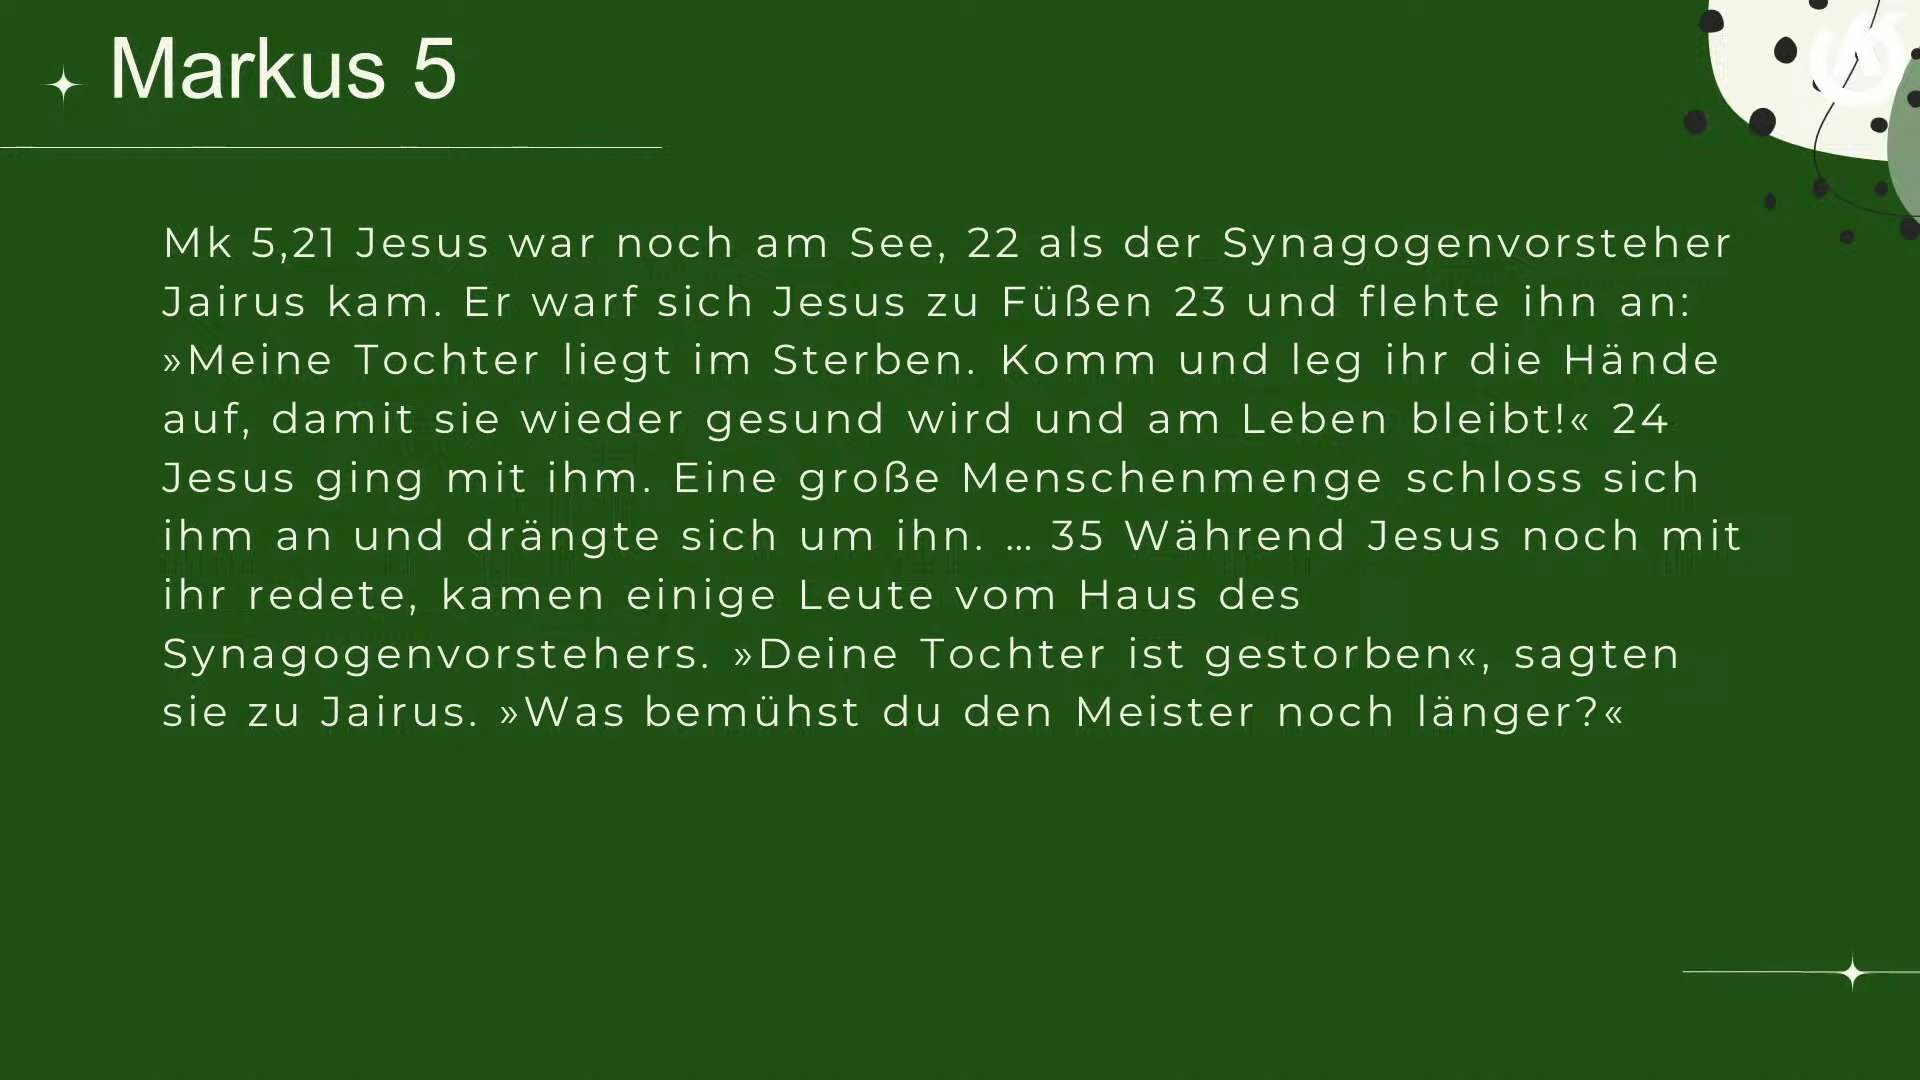 Markus 5
Mk 5,21 Jesus war noch am See, 22 als der Synagogenvorsteher
Jairus kam. Er warf sich Jesus zu Füßen 23 und flehte ihn an:
»Meine Tochter liegt im Sterben. Komm und leg ihr die Hände
auf, damit sie wieder gesund wird und am Leben bleibt!« 24
Jesus ging mit ihm. Eine große Menschenmenge schloss sich
ihm an und drängte sich um ihn. … 35 Während Jesus noch mit
ihr redete, kamen einige Leute vom Haus des
Synagogenvorstehers. »Deine Tochter ist gestorben«, sagten
sie zu Jairus. »Was bemühst du den Meister noch länger?«